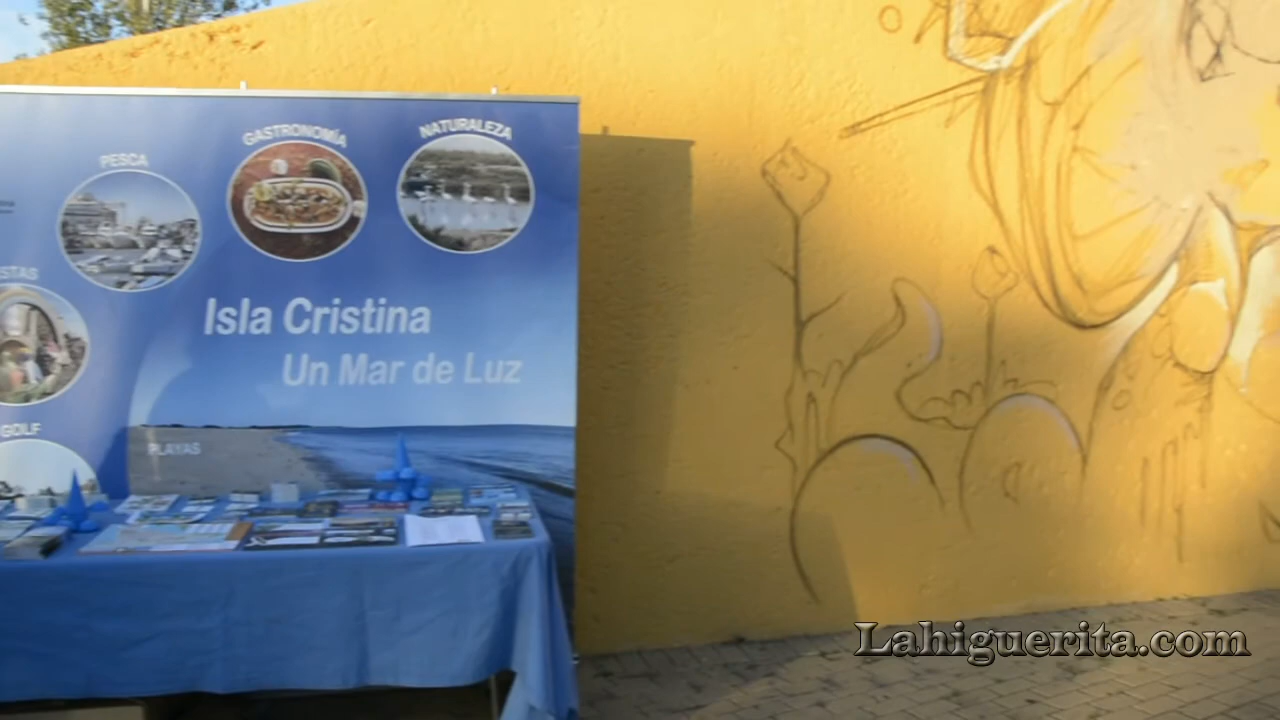 GASTRONOMÍA
NATURALEZA
PESCA
STAS
Isla Cristina
Un Mar de Luz
GOLF
PLAYAS
Lahiguerita.com